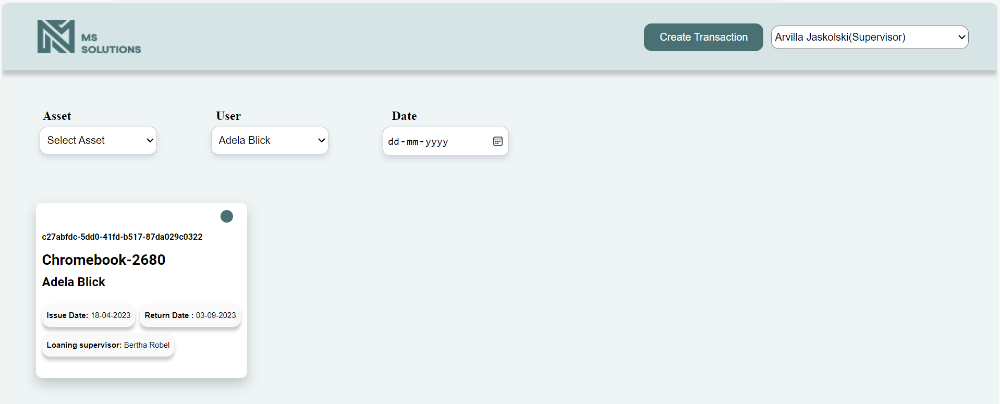 MS
SOLUTIONS
Create Transaction
Arvilla Jaskolski(Supervisor)
Asset
User
Date
Select Asset
Adela Blick
dd-mm-yyyy
c27abfdc-5dd0-41fd-b517-87da029c0322
Chromebook-2680
Adela Blick
Issue Date: 18-04-2023
Return Date : 03-09-2023
Loaning supervisor: Bertha Robel